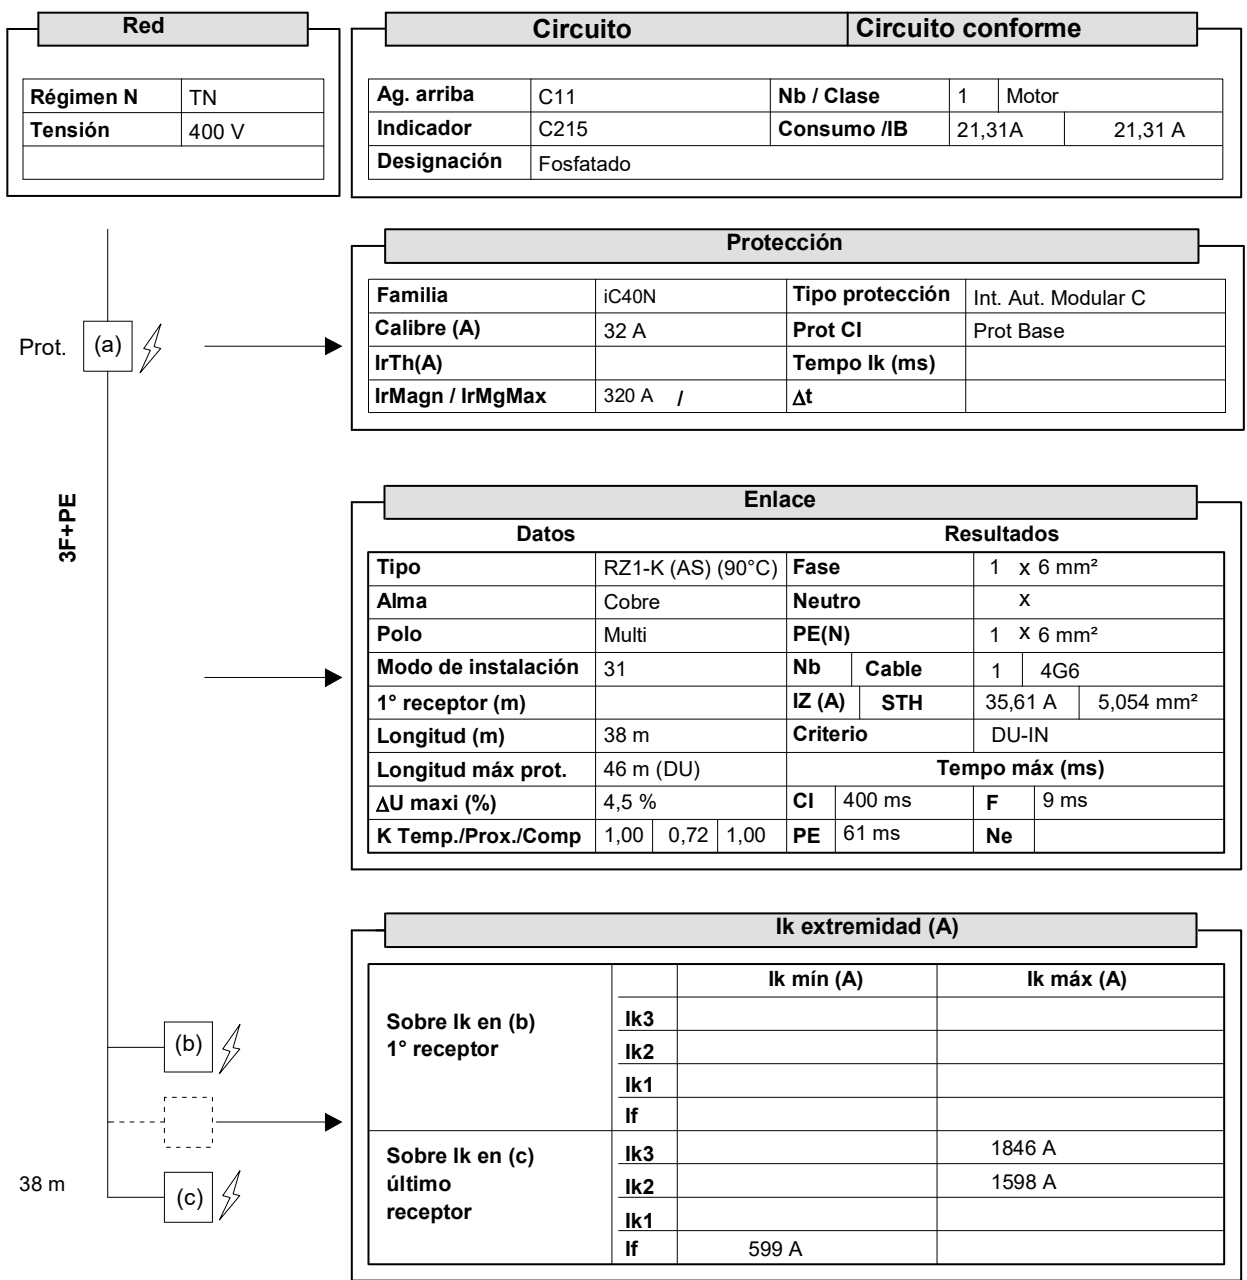 Red
Circuito Circuito conforme
Régimen N TN
Tensión 400 V
Ag. arriba C11 Nb / Clase 1 Motor
Indicador C215 Consumo /IB 21,31A 21,31 A
Designación Fosfatado
Protección
Familia iC40N Tipo protección Int. Aut. Modular C
Calibre (A) 32 A Prot CI Prot Base
IrTh(A) Tempo Ik (ms)
IrMagn / IrMgMax 320 A / Δt
Prot. (a)
3F+PE
Enlace
Datos Resultados
Tipo RZ1-K (AS) (90°C) Fase 1 x 6 mm²
Alma Cobre Neutro x
Polo Multi PE(N) 1 x 6 mm²
Modo de instalación 31 Nb Cable 1 4G6
1° receptor (m) IZ (A) STH 35,61 A 5,054 mm²
Longitud (m) 38 m Criterio DU-IN
Longitud máx prot. 46 m (DU) Tempo máx (ms)
ΔU maxi (%) 4,5 % CI 400 ms F 9 ms
K Temp./Prox./Comp 1,00 0,72 1,00 PE 61 ms Ne
Ik extremidad (A)
Ik mín (A) Ik máx (A)
Sobre Ik en (b) Ik3
1° receptor Ik2
Ik1
If
(b)
Sobre Ik en (c) Ik3 1846 A
último Ik2 1598 A
receptor Ik1
If 599 A
38 m (c)